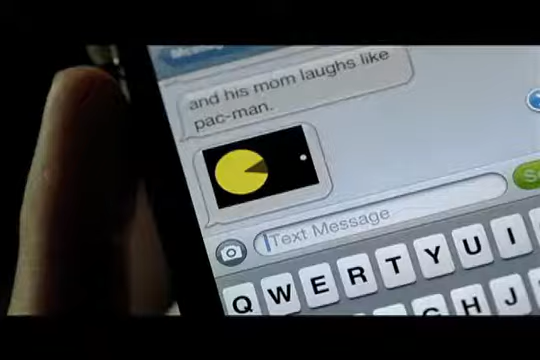 and his mom laughs like
pac-man.
Text Message
Q W E R T Y U I
G H J